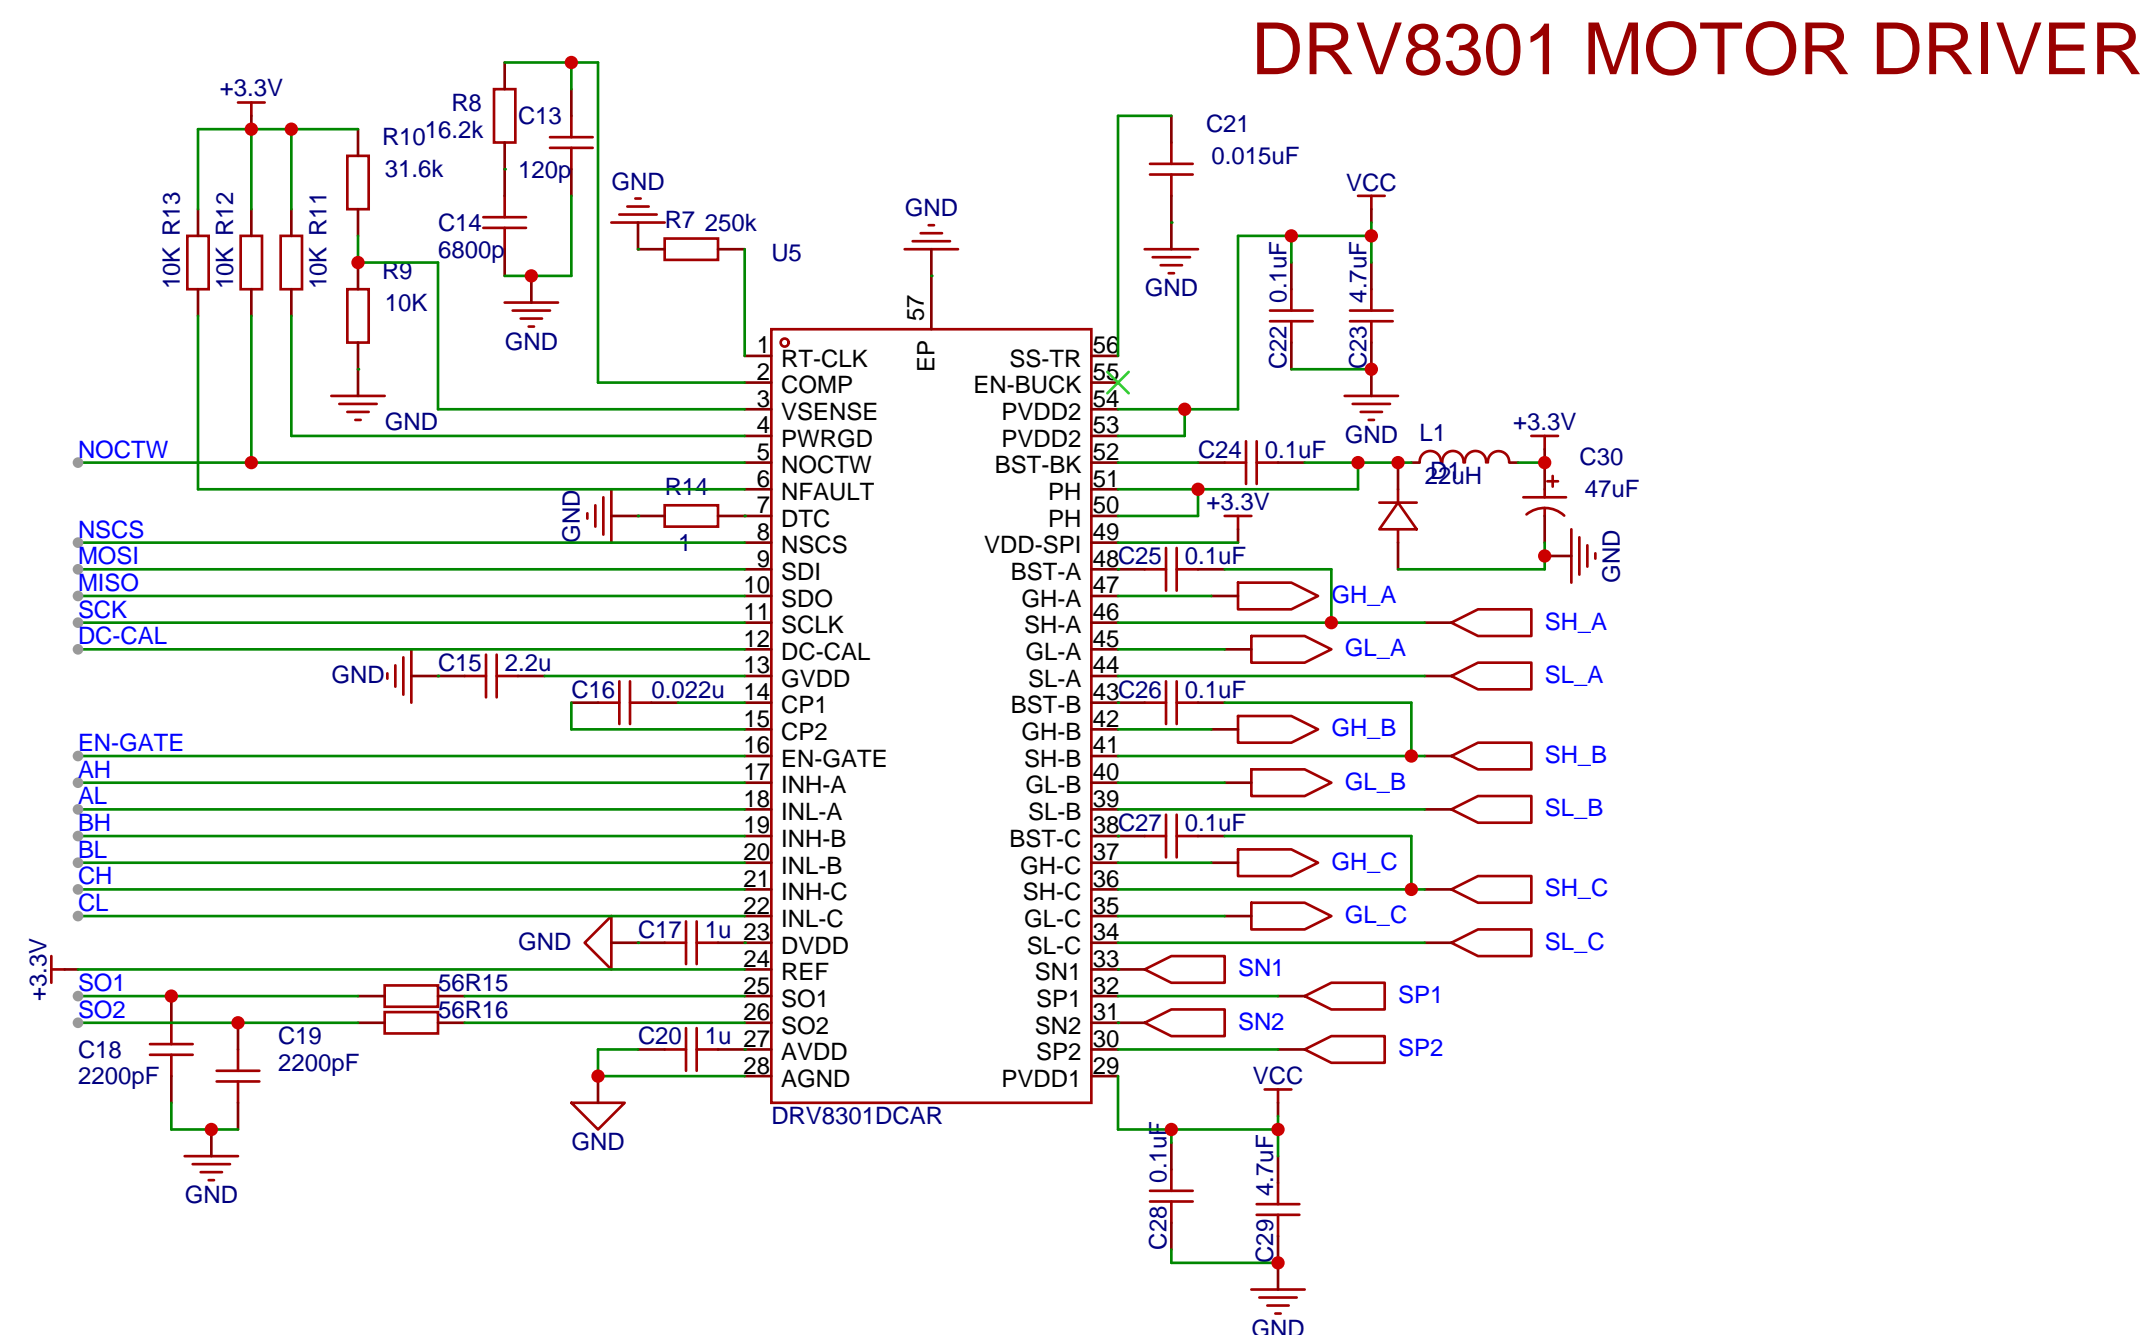 DRV8301 MOTOR DRIVER
+3.3V
R10
31.6k
R8
16.2k
C13
120p
C14
6800p
10K R13
10K R12
10K R11
R9
10K
GND
GND
GND
R7 250k
U5
GND
57
EP
C21
0.015uF
GND
VCC
0.1uF
C22
4.7uF
C23
GND
1 RT-CLK
2 COMP
3 VSENSE
4 PWRGD
5 NOCTW
6 NFAULT
7 DTC
8 NSCS
9 SDI
10 SDO
11 SCLK
12 DC-CAL
13 GVDD
14 CP1
15 CP2
16 EN-GATE
17 INH-A
18 INL-A
19 INH-B
20 INL-B
21 INH-C
22 INL-C
23 DVDD
24 REF
25 SO1
26 SO2
27 AVDD
28 AGND
SS-TR 56
EN-BUCK 55
PVDD2 54
PVDD2 53
BST-BK 52
PH 51
PH 50
VDD-SPI 49
BST-A 48
GH-A 47
SH-A 46
GL-A 45
SL-A 44
BST-B 43
GH-B 42
SH-B 41
GL-B 40
SL-B 39
BST-C 38
GH-C 37
SH-C 36
GL-C 35
SL-C 34
SN1 33
SP1 32
SN2 31
SP2 30
PVDD1 29
DRV8301DCAR
NOCTW
GND
R14
1
NSCS
MOSI
MISO
SCK
DC-CAL
GND
C15 2.2u
C16 0.022u
EN-GATE
AH
AL
BH
BL
CH
CL
GND
C17 1u
+3.3V
SO1
SO2
56R15
56R16
C18
2200pF
C19
2200pF
GND
C20 1u
GND
C24 0.1uF
L1
22uH
D1
+3.3V
C30
47uF
GND
+3.3V
C25 0.1uF
GH_A
SH_A
GL_A
SL_A
C26 0.1uF
GH_B
SH_B
GL_B
SL_B
C27 0.1uF
GH_C
SH_C
GL_C
SL_C
SN1
SP1
SN2
SP2
VCC
0.1uF
C28
4.7uF
C29
GND